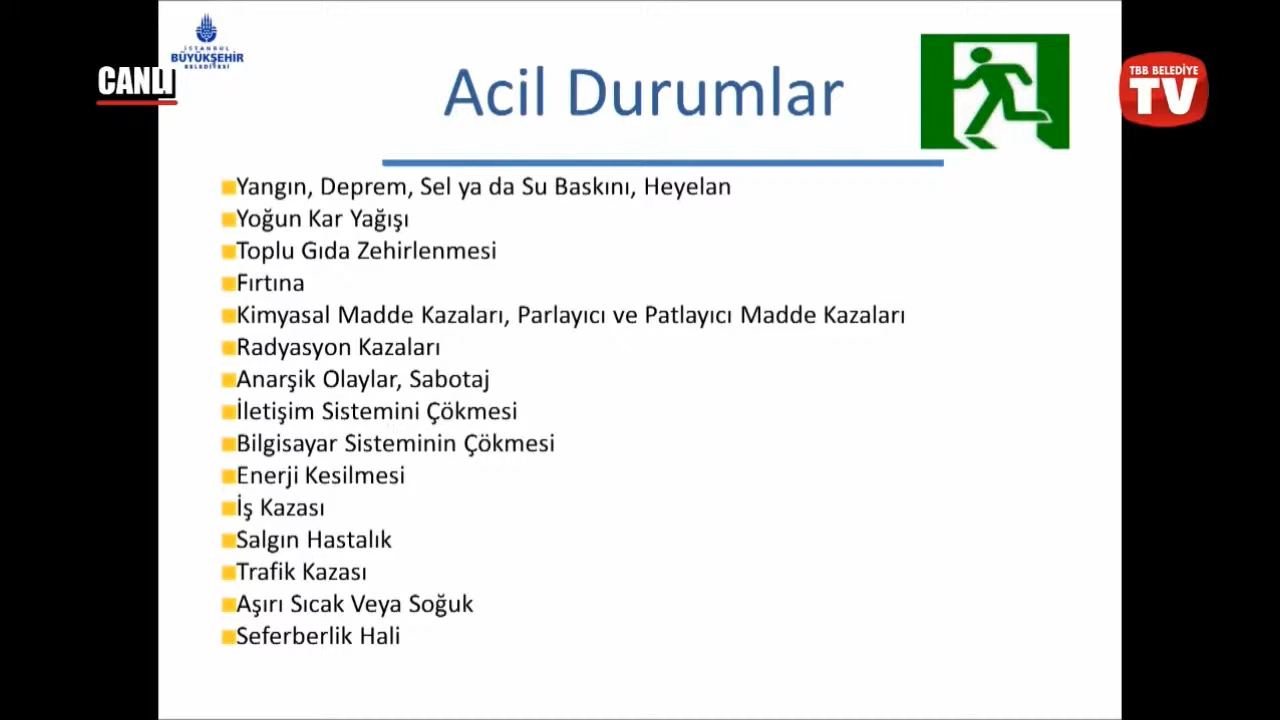 İSTANBUL
BÜYÜKŞEHİR
BELEDİYESİ
CANLI
Acil Durumlar
TBB BELEDİYE
TV
Yangın, Deprem, Sel ya da Su Baskını, Heyelan
Yoğun Kar Yağışı
Toplu Gıda Zehirlenmesi
Fırtına
Kimyasal Madde Kazaları, Parlayıcı ve Patlayıcı Madde Kazaları
Radyasyon Kazaları
Anarşik Olaylar, Sabotaj
İletişim Sistemini Çökmesi
Bilgisayar Sisteminin Çökmesi
Enerji Kesilmesi
İş Kazası
Salgın Hastalık
Trafik Kazası
Aşırı Sıcak Veya Soğuk
Seferberlik Hali